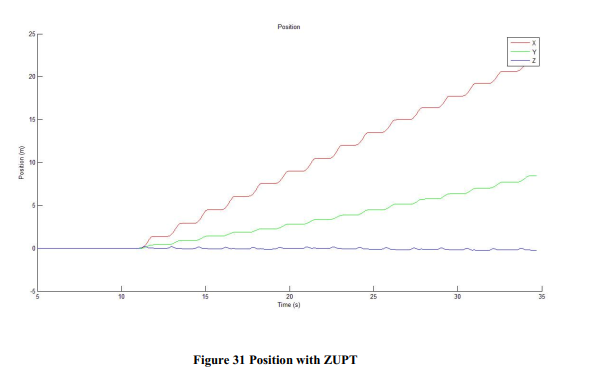 Position
25
20
15
10
5
0
-5
Position (m)
X
Y
Z
5 10 15 20 25 30 35
Time (s)
Figure 31 Position with ZUPT